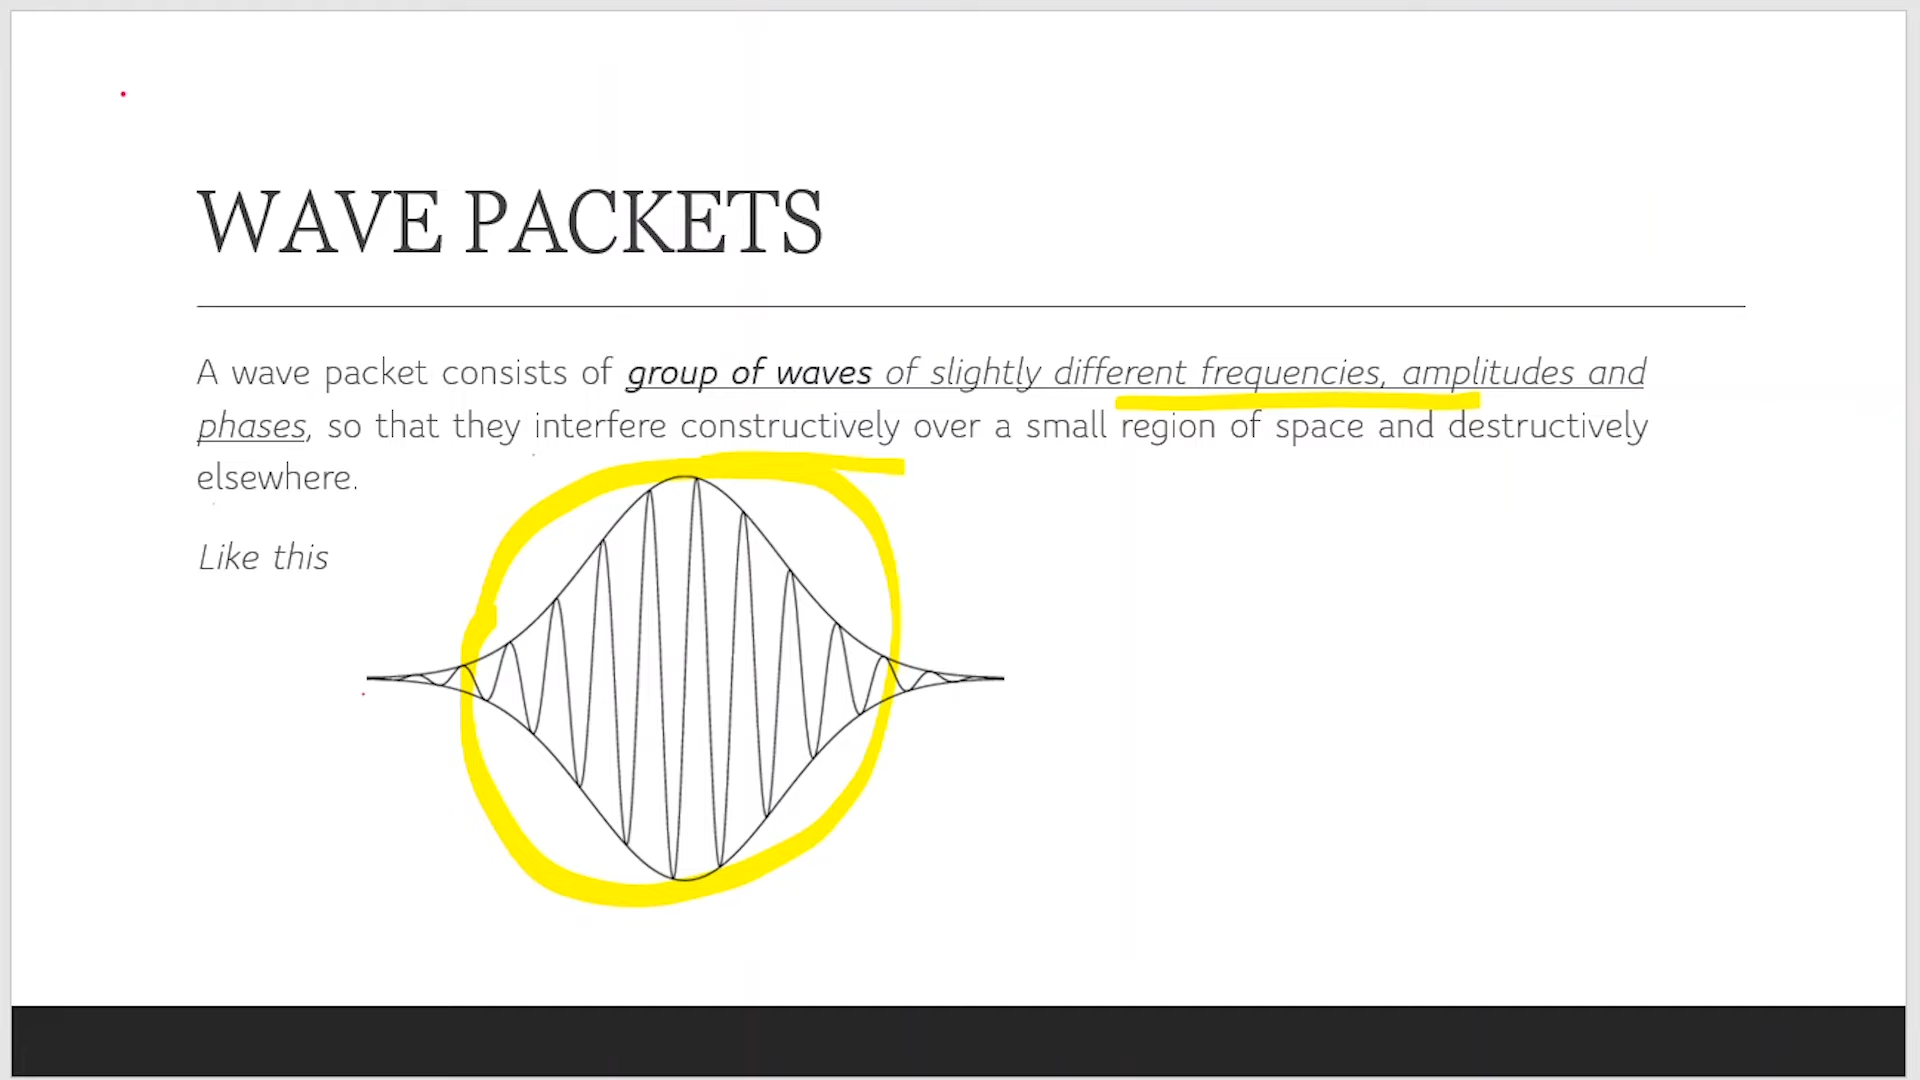 WAVE PACKETS
A wave packet consists of group of waves of slightly different frequencies, amplitudes and
phases, so that they interfere constructively over a small region of space and destructively
elsewhere.
Like this